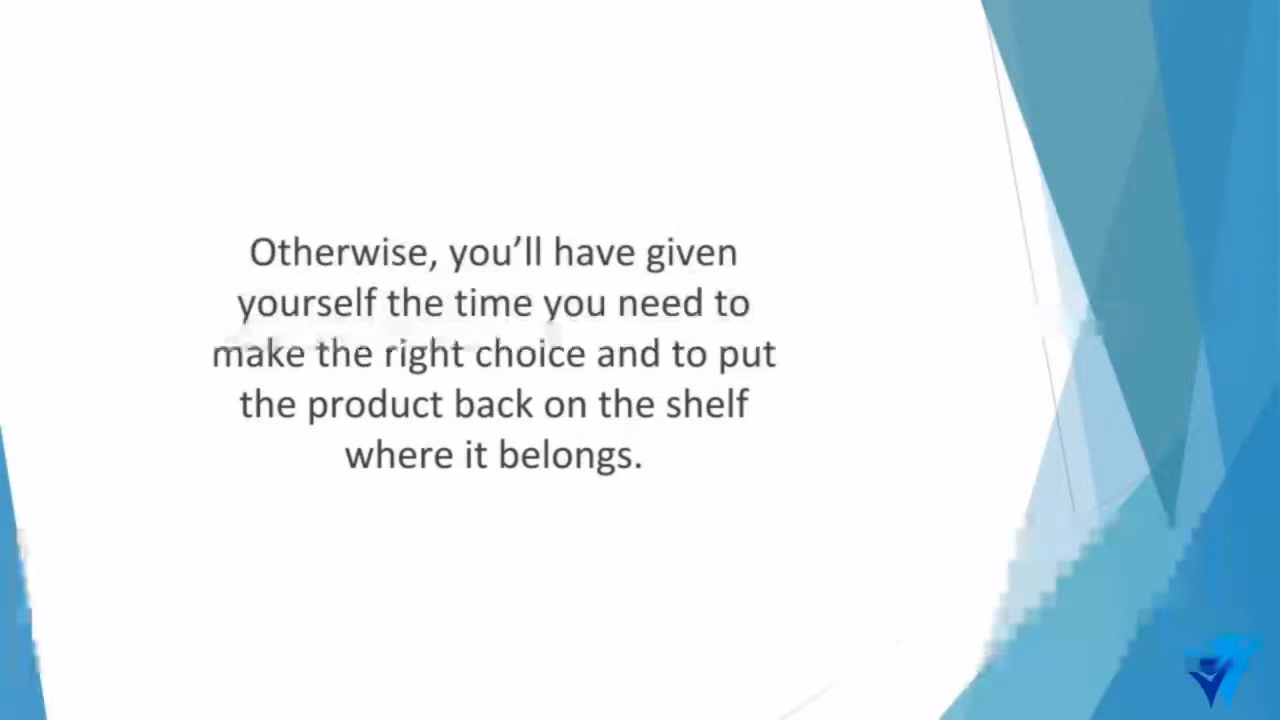 Otherwise, you’ll have given
yourself the time you need to
make the right choice and to put
the product back on the shelf
where it belongs.